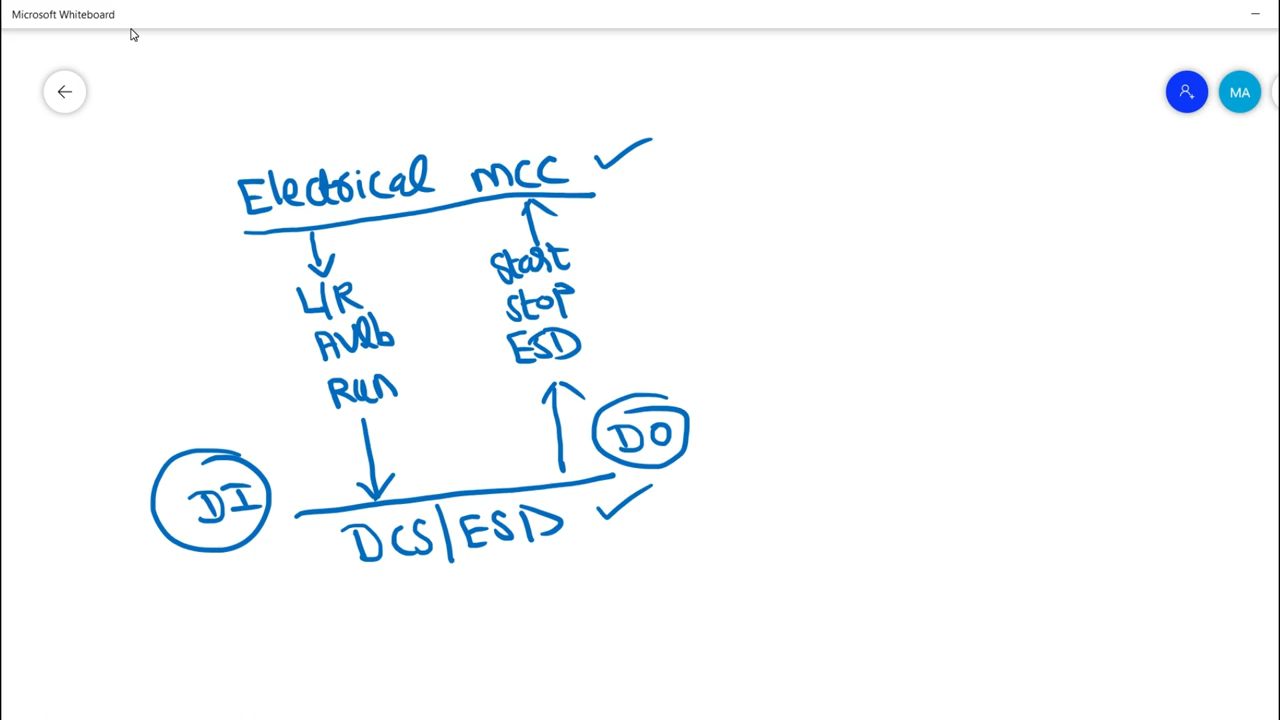 Microsoft Whiteboard
MA
Electrical MCC
L/R
Avlb
Run
Start
Stop
ESD
DO
DI
DCS/ESD